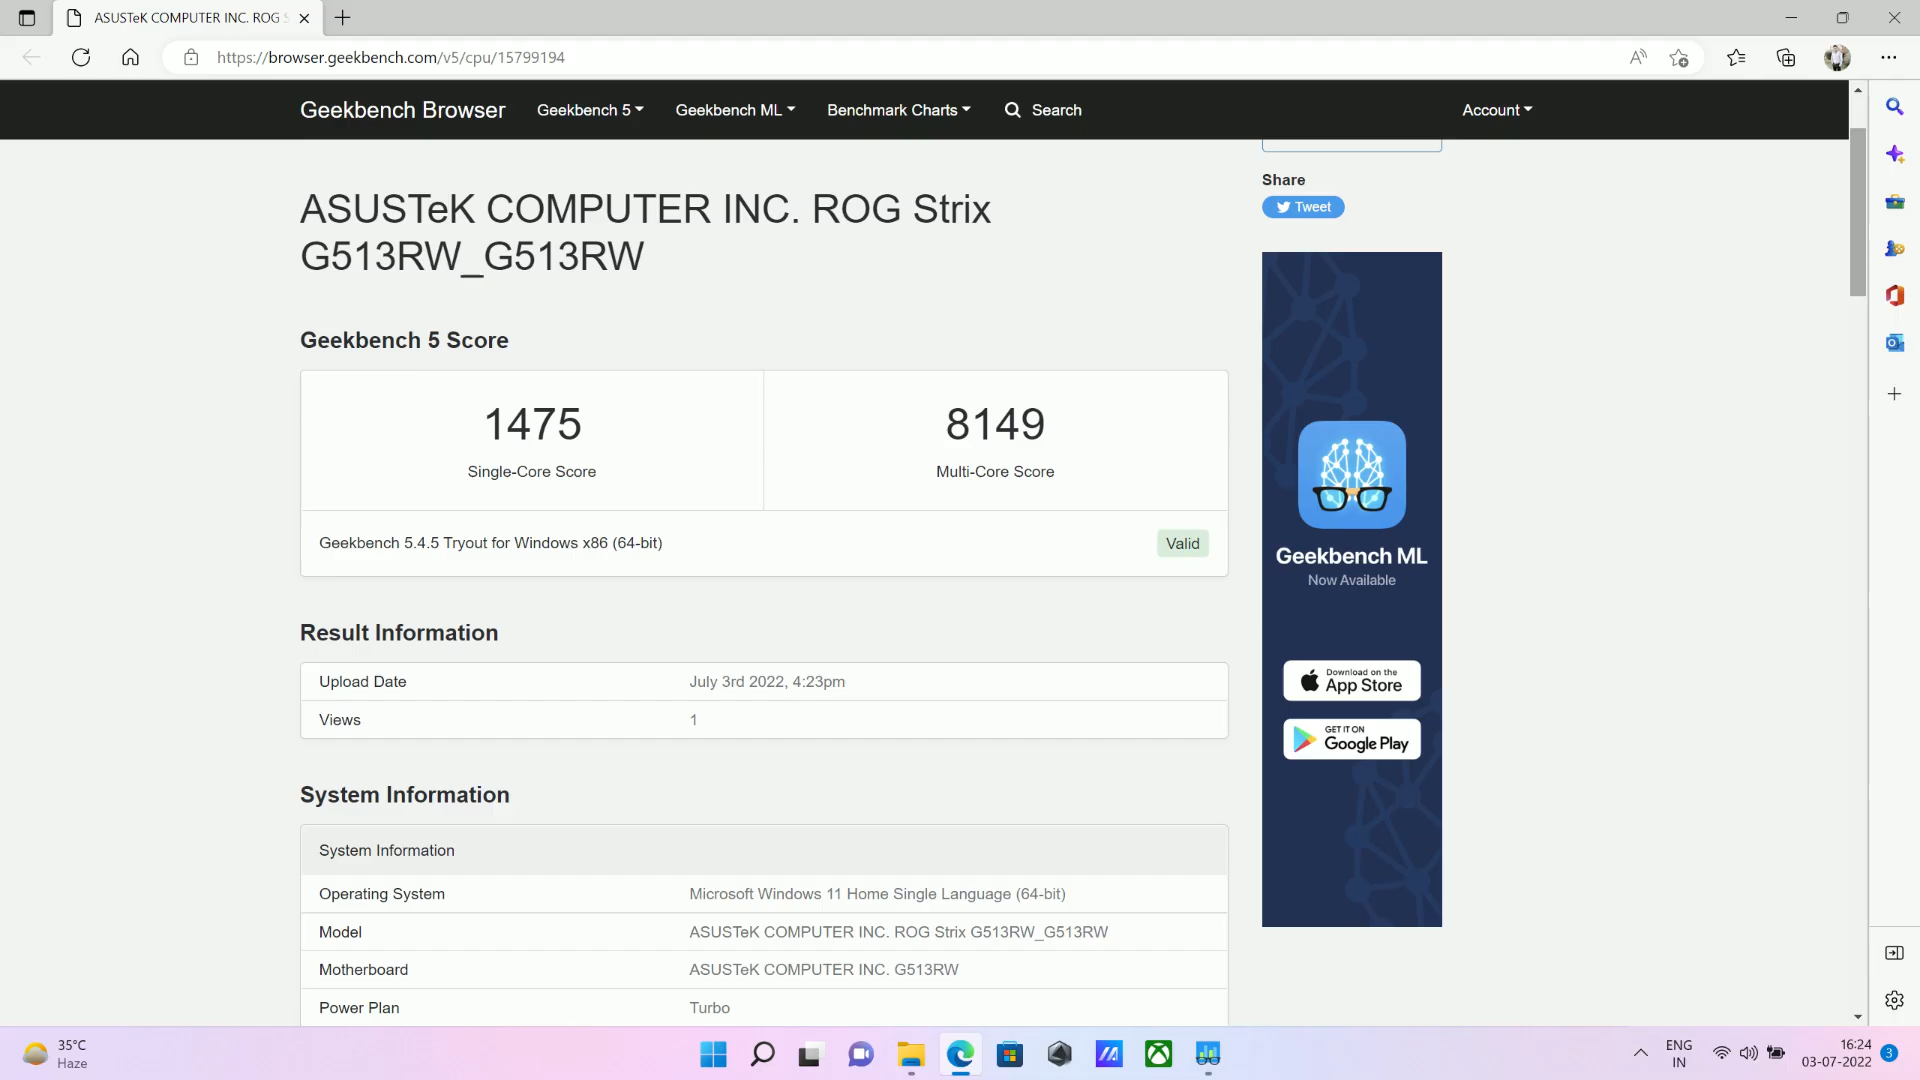 ASUSTeK COMPUTER INC. ROG S
https://browser.geekbench.com/v5/cpu/15799194
Geekbench Browser
Geekbench 5
Geekbench ML
Benchmark Charts
Search
Account
ASUSTeK COMPUTER INC. ROG Strix
G513RW_G513RW
Share
Tweet
Geekbench 5 Score
1475
Single-Core Score
8149
Multi-Core Score
Geekbench 5.4.5 Tryout for Windows x86 (64-bit)
Valid
Geekbench ML
Now Available
Download on the
App Store
GET IT ON
Google Play
Result Information
Upload Date July 3rd 2022, 4:23pm
Views 1
System Information
System Information
Operating System Microsoft Windows 11 Home Single Language (64-bit)
Model ASUSTeK COMPUTER INC. ROG Strix G513RW_G513RW
Motherboard ASUSTeK COMPUTER INC. G513RW
Power Plan Turbo
35°C
Haze
ENG
IN
16:24
03-07-2022
3